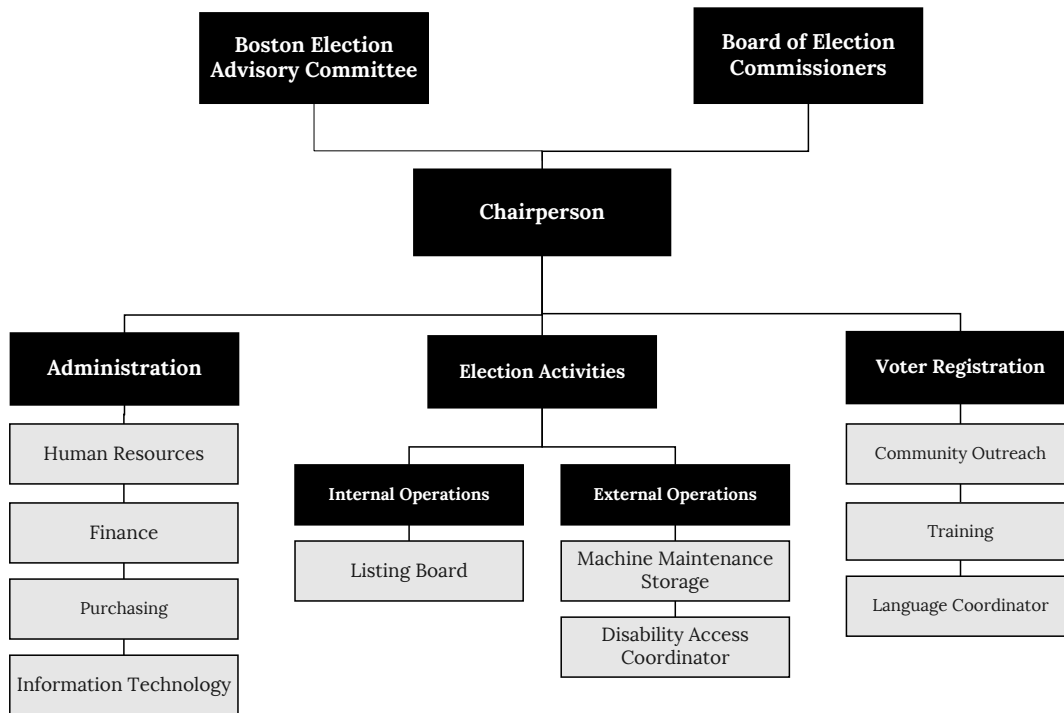 Boston Election
Advisory Committee
Board of Election
Commissioners
Chairperson
Administration
Election Activities
Voter Registration
Human Resources
Finance
Purchasing
Information Technology
Internal Operations
Listing Board
External Operations
Machine Maintenance
Storage
Disability Access
Coordinator
Community Outreach
Training
Language Coordinator